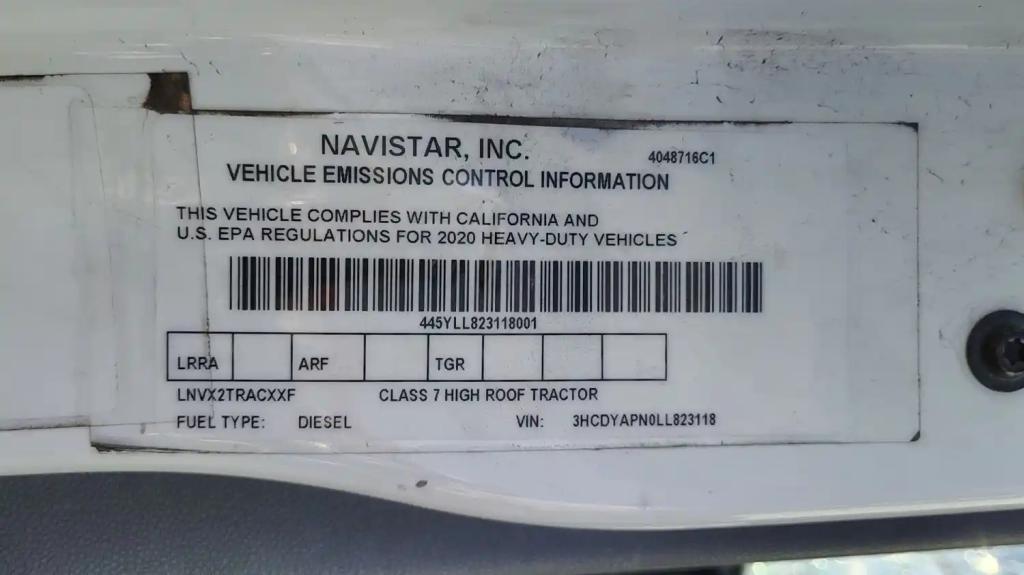 NAVISTAR, INC.
4048716C1
VEHICLE EMISSIONS CONTROL INFORMATION
THIS VEHICLE COMPLIES WITH CALIFORNIA AND
U.S. EPA REGULATIONS FOR 2020 HEAVY-DUTY VEHICLES
445YLL823118001
LRRA ARF TGR
LNVX2TRACXXF CLASS 7 HIGH ROOF TRACTOR
FUEL TYPE: DIESEL VIN: 3HCDYAPN0LL823118